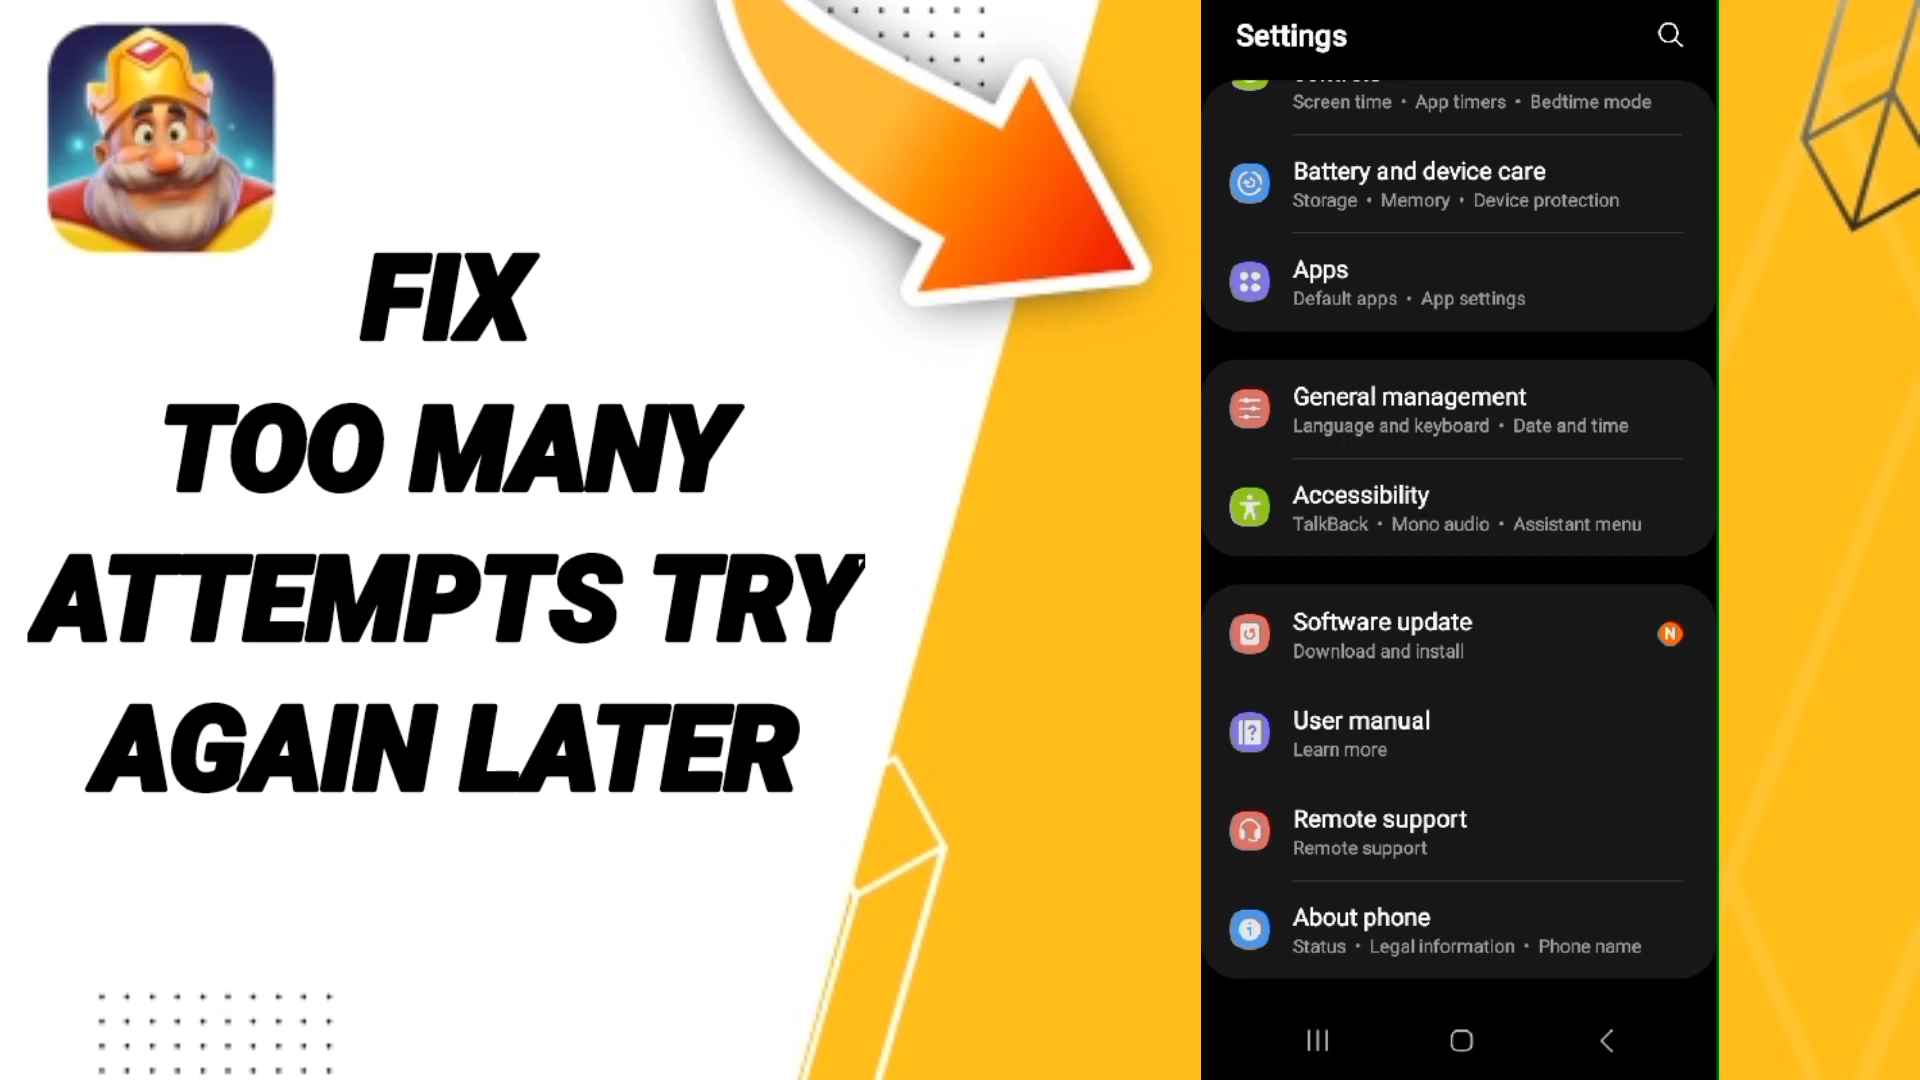 FIX
TOO MANY
ATTEMPTS TRY
AGAIN LATER
Settings
Screen time • App timers • Bedtime mode
Battery and device care
Storage • Memory • Device protection
Apps
Default apps • App settings
General management
Language and keyboard • Date and time
Accessibility
TalkBack • Mono audio • Assistant menu
Software update
N
Download and install
User manual
Learn more
Remote support
Remote support
About phone
Status • Legal information • Phone name